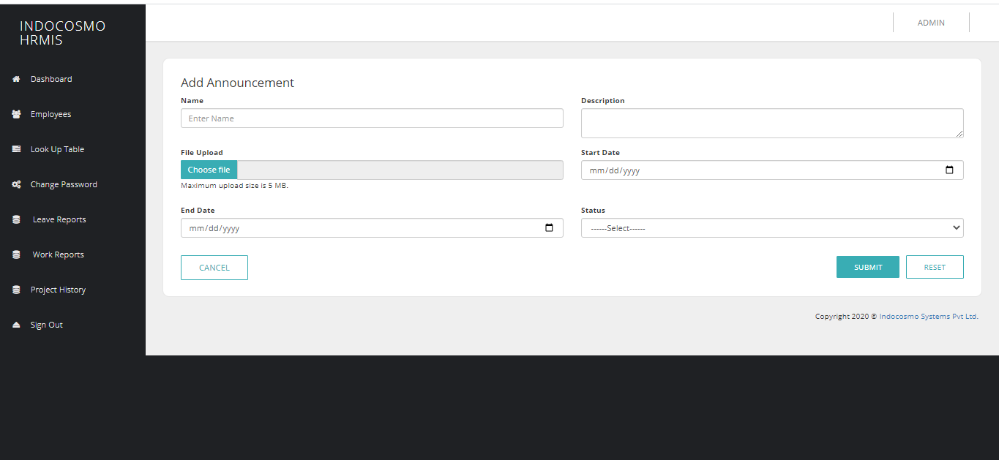 INDOCOSMO
HRMIS
ADMIN
Dashboard
Employees
Look Up Table
Change Password
Leave Reports
Work Reports
Project History
Sign Out
Add Announcement
Name
Description
Enter Name
File Upload
Start Date
Choose file
mm/dd/yyyy
Maximum upload size is 5 MB.
End Date
Status
mm/dd/yyyy
------Select------
CANCEL
SUBMIT
RESET
Copyright 2020 © Indocosmo Systems Pvt Ltd.